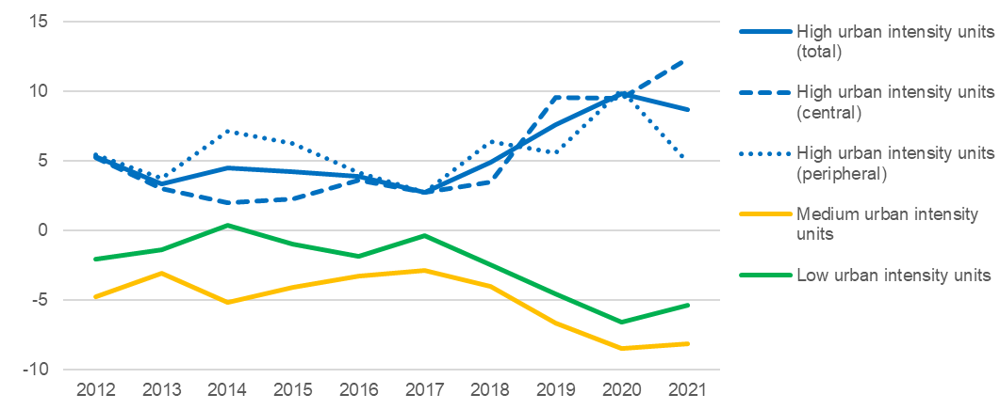 15
10
5
0
-5
-10
2012 2013 2014 2015 2016 2017 2018 2019 2020 2021
High urban intensity units
(total)
High urban intensity units
(central)
High urban intensity units
(peripheral)
Medium urban intensity
units
Low urban intensity units